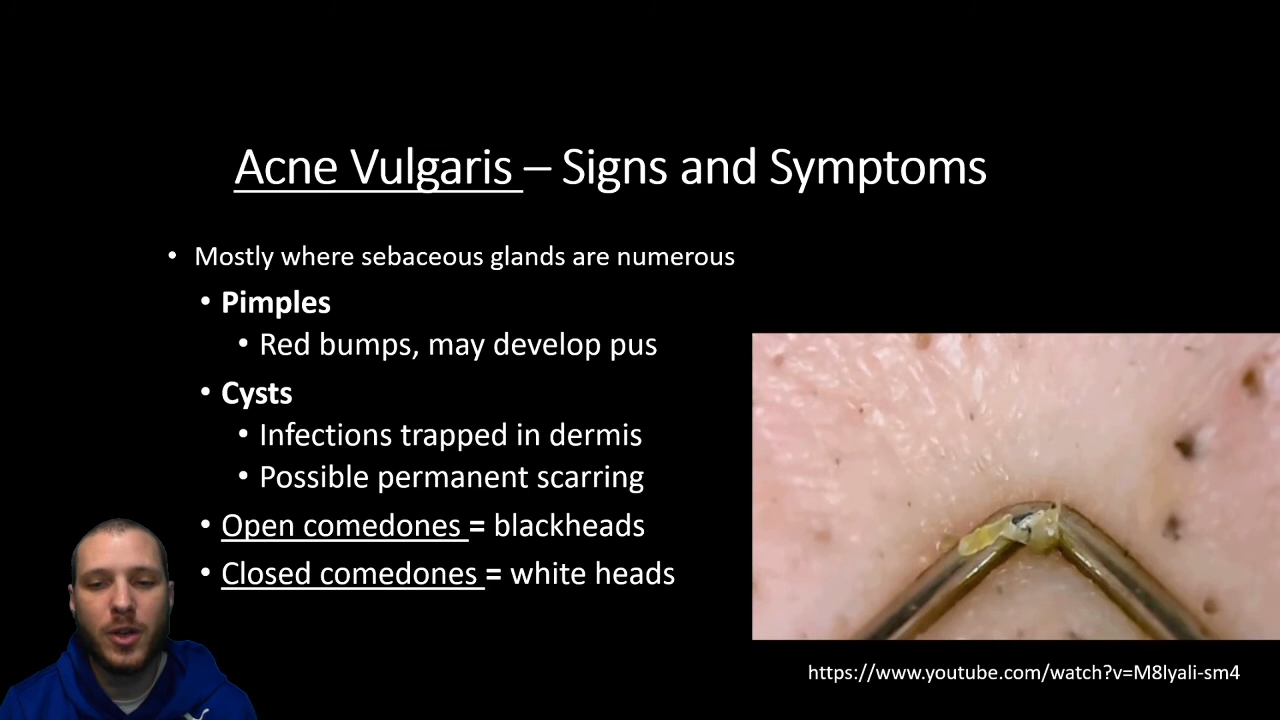 Acne Vulgaris – Signs and Symptoms
• Mostly where sebaceous glands are numerous
• Pimples
• Red bumps, may develop pus
• Cysts
• Infections trapped in dermis
• Possible permanent scarring
• Open comedones = blackheads
• Closed comedones = white heads
https://www.youtube.com/watch?v=M8lyali-sm4